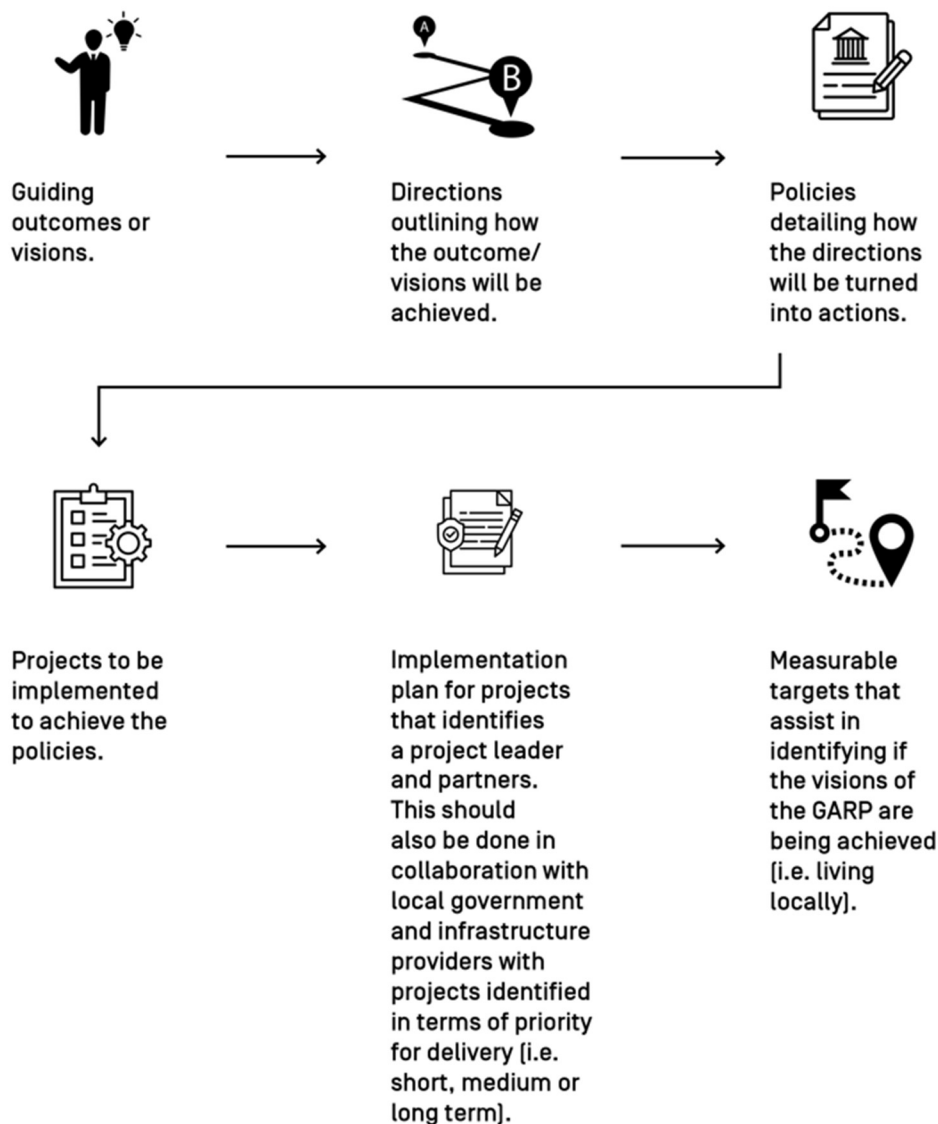 A
B
Guiding
outcomes or
visions.
Directions
outlining how
the outcome/
visions will be
achieved.
Policies
detailing how
the directions
will be turned
into actions.
Projects to be
implemented
to achieve the
policies.
Implementation
plan for projects
that identifies
a project leader
and partners.
This should
also be done in
collaboration with
local government
and infrastructure
providers with
projects identified
in terms of priority
for delivery (i.e.
short, medium or
long term).
Measurable
targets that
assist in
identifying if
the visions of
the GARP are
being achieved
(i.e. living
locally).